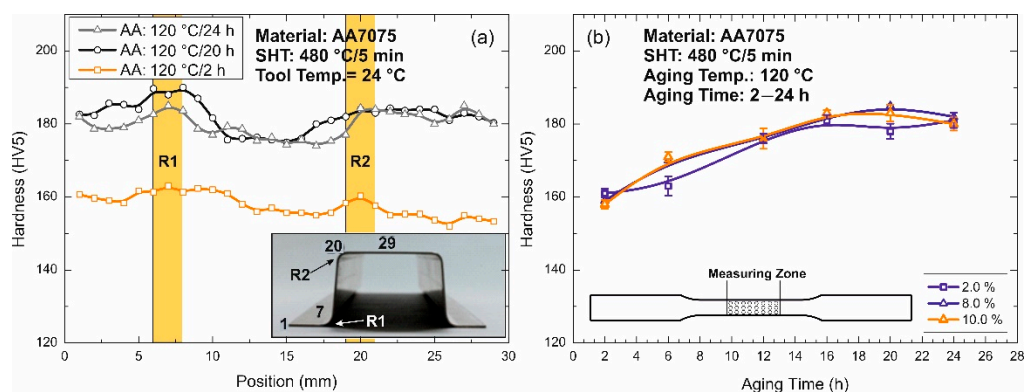 AA: 120 °C/24 h
AA: 120 °C/20 h
AA: 120 °C/2 h
Material: AA7075
SHT: 480 °C/5 min
Tool Temp.= 24 °C
(a)
R1
R2
20
29
R2
7
1
R1
210
200
180
160
140
120
0
5
10
15
20
25
30
Hardness (HV5)
Position (mm)
Material: AA7075
SHT: 480 °C/5 min
Aging Temp.: 120 °C
Aging Time: 2–24 h
(b)
Measuring Zone
2.0 %
8.0 %
10.0 %
210
200
180
160
140
120
0
2
4
6
8
10
12
14
16
18
20
22
24
26
28
Hardness (HV5)
Aging Time (h)